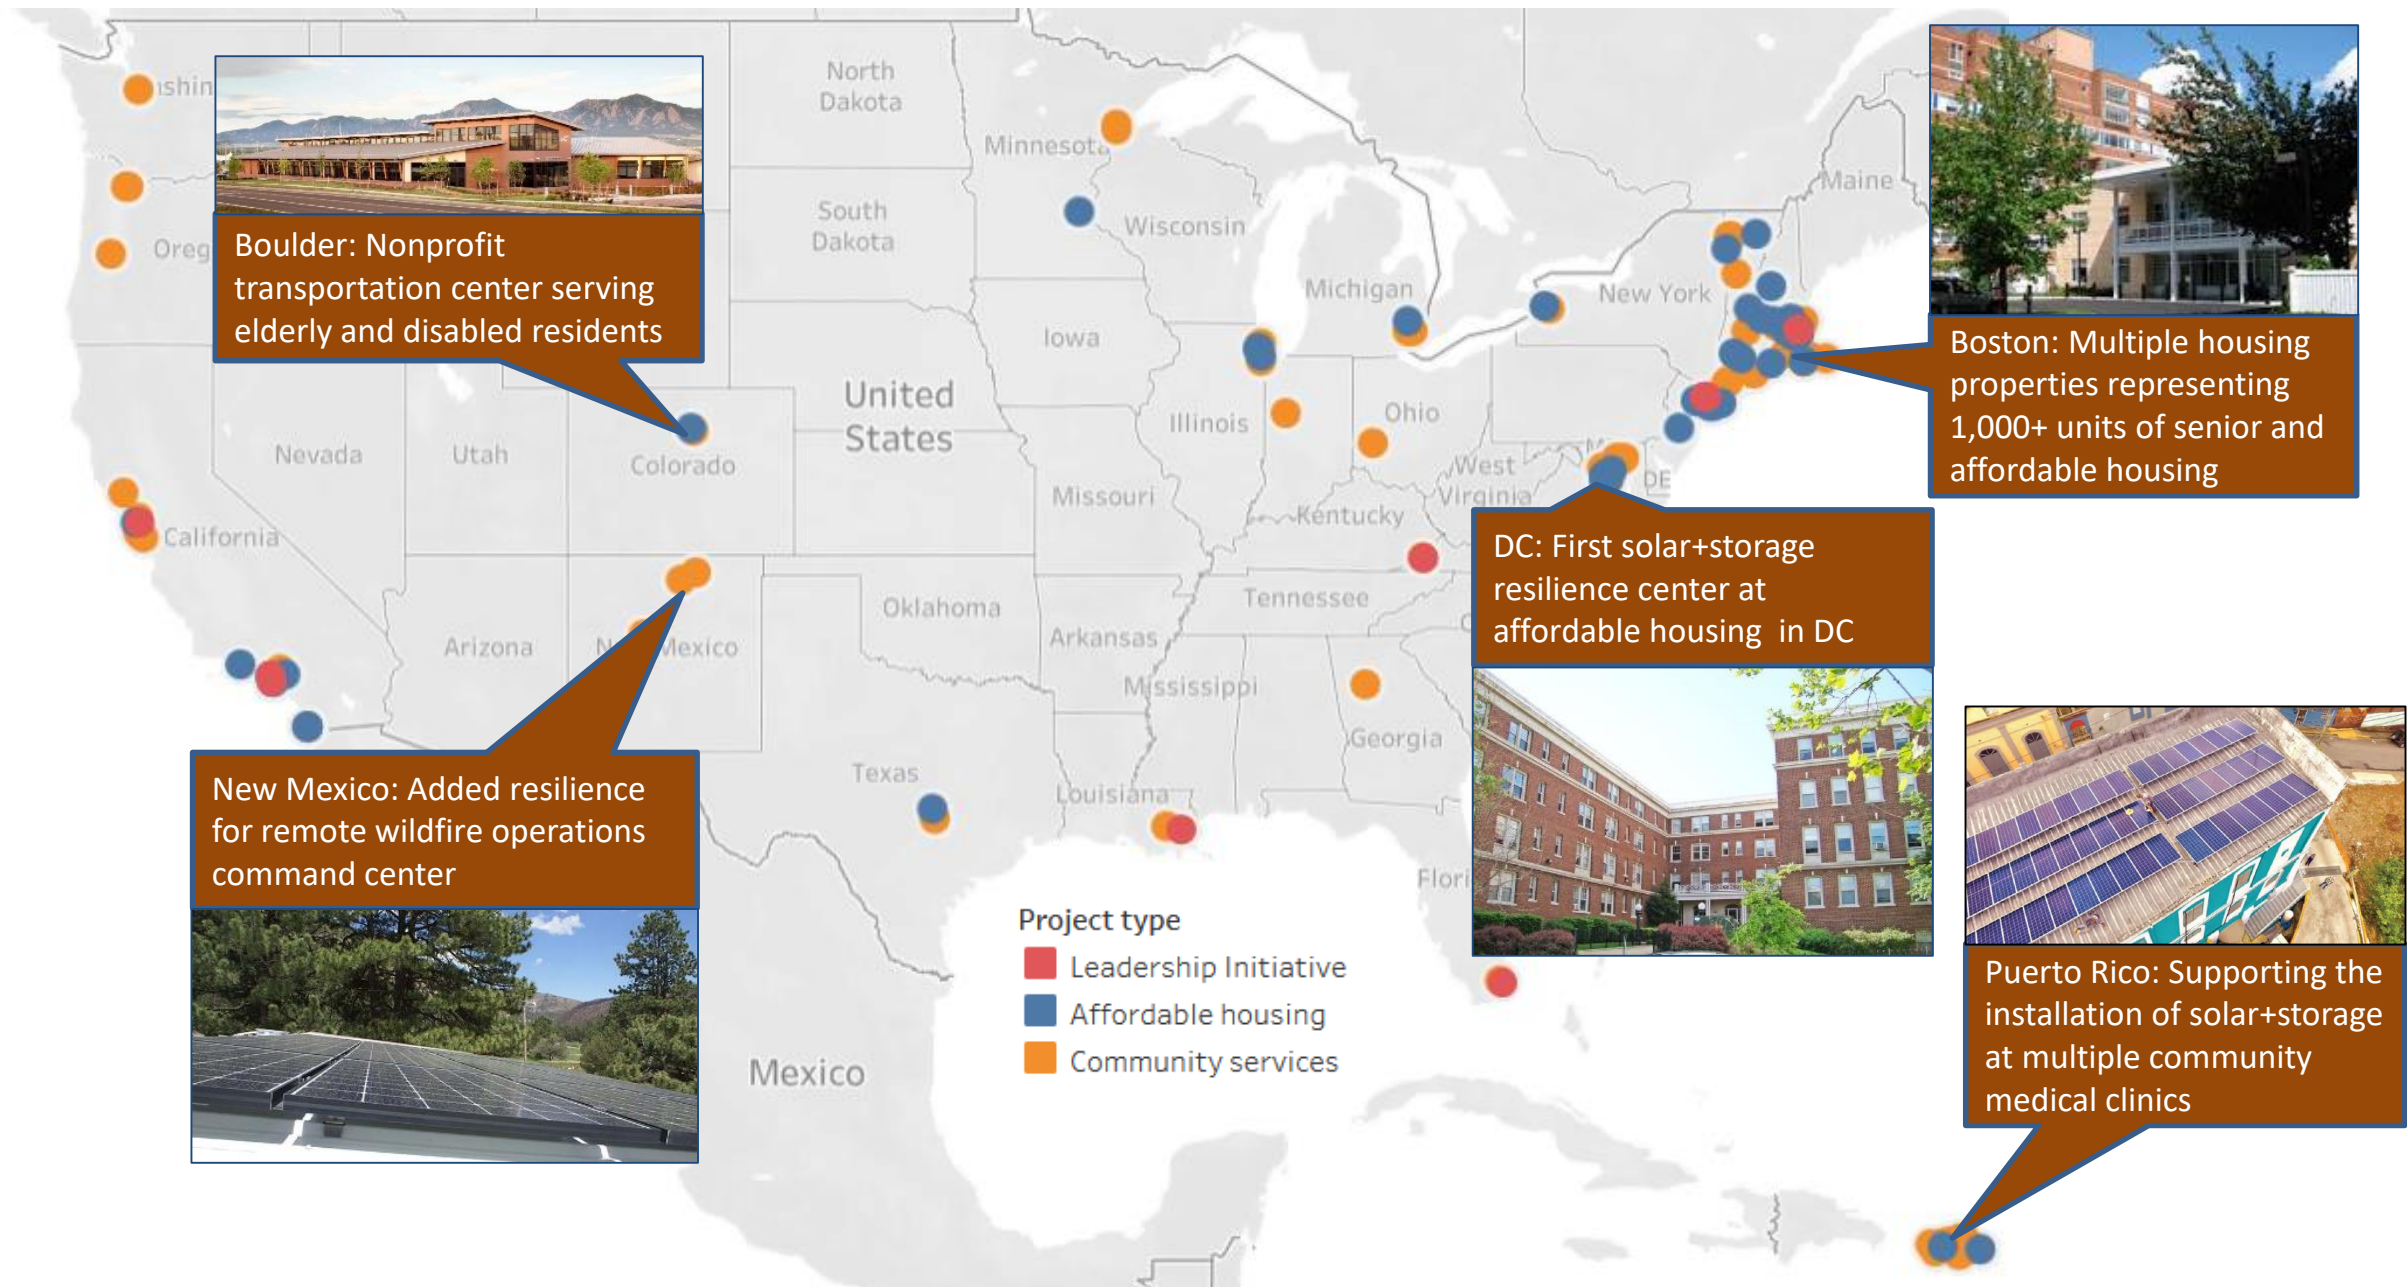 North
Dakota
Minnesota
South
Dakota
Wisconsin
Michigan
New York
Maine
Iowa
Illinois
Ohio
United
States
Nevada
Utah
Colorado
California
Missouri
Kentucky
West
Virginia
DE
Arizona
Oklahoma
Arkansas
Tennessee
Mississippi
Georgia
Texas
Louisiana
Mexico
Boulder: Nonprofit
transportation center serving
elderly and disabled residents
Boston: Multiple housing
properties representing
1,000+ units of senior and
affordable housing
DC: First solar+storage
resilience center at
affordable housing in DC
New Mexico: Added resilience
for remote wildfire operations
command center
Puerto Rico: Supporting the
installation of solar+storage
at multiple community
medical clinics
Project type
Leadership Initiative
Affordable housing
Community services
Mexico